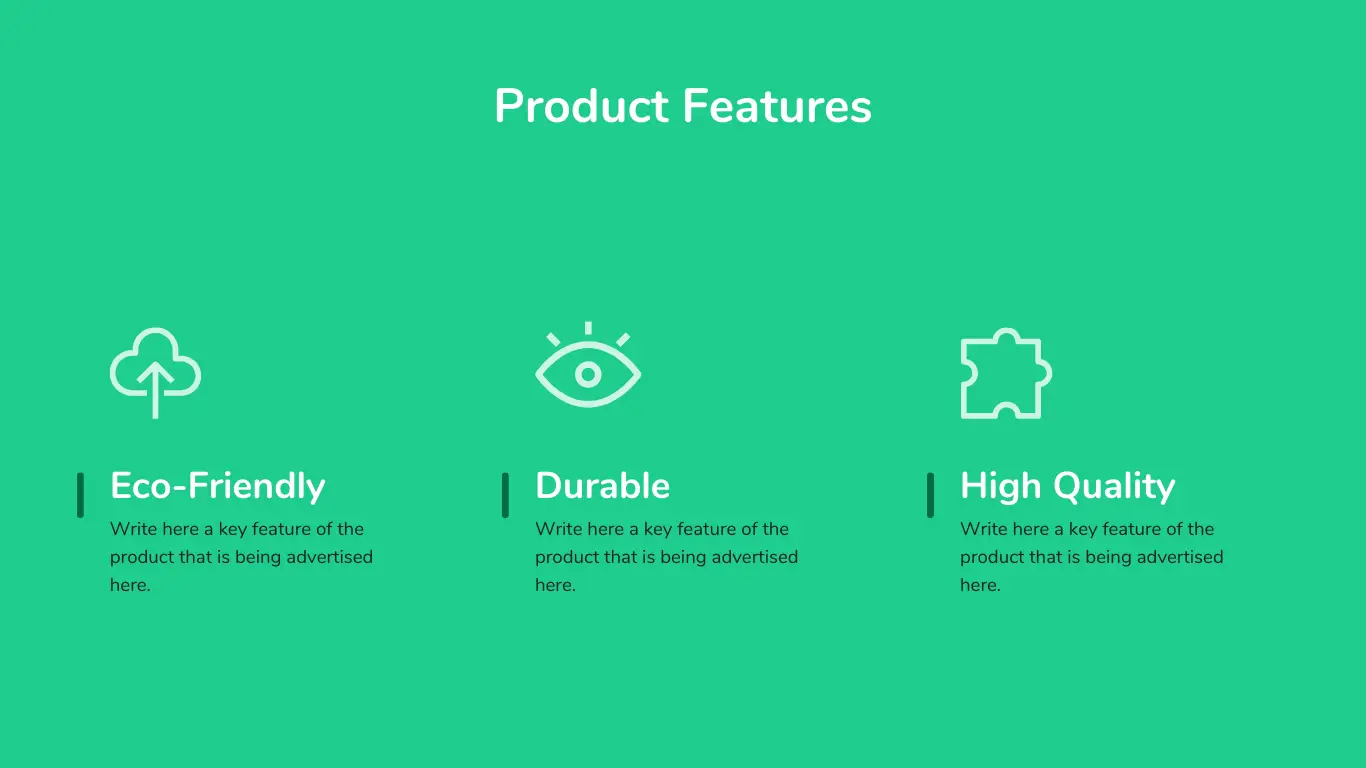 Product Features
Eco-Friendly
Write here a key feature of the
product that is being advertised
here.
Durable
Write here a key feature of the
product that is being advertised
here.
High Quality
Write here a key feature of the
product that is being advertised
here.